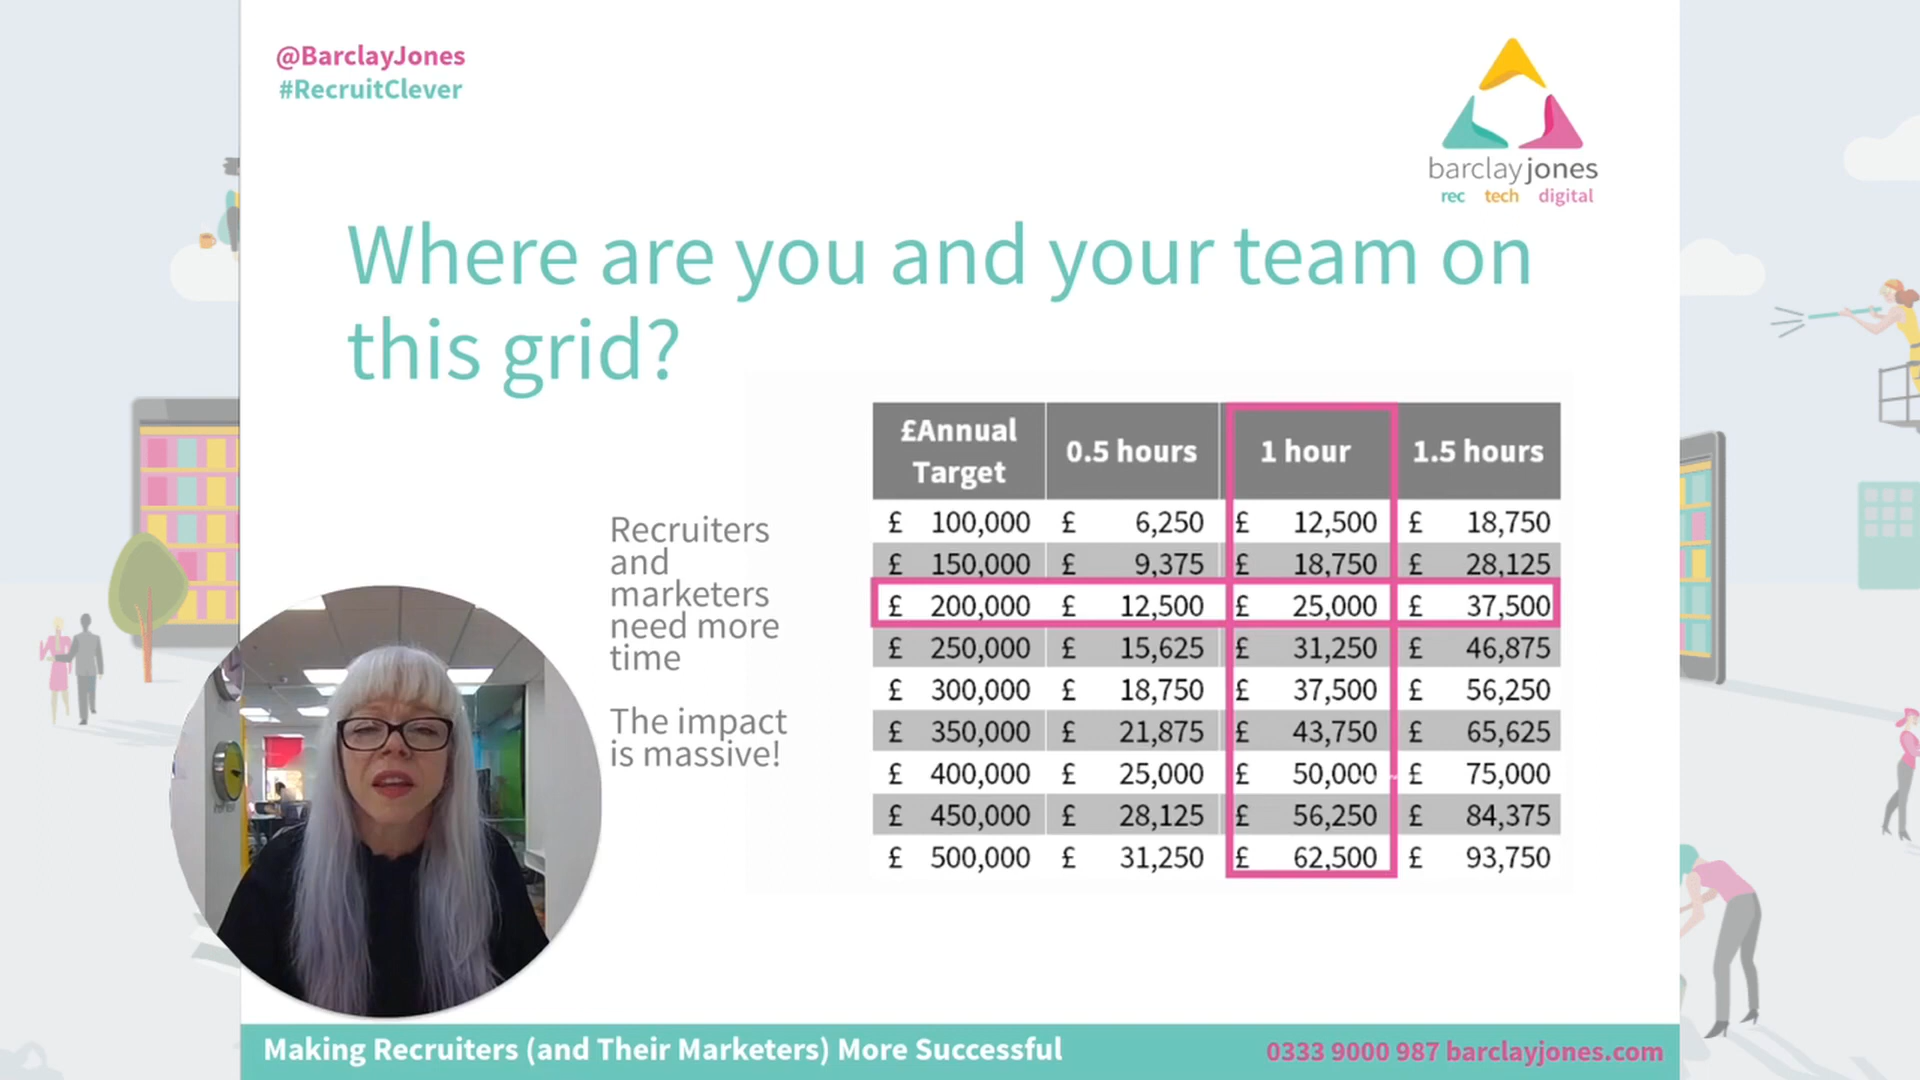 @BarclayJones
#RecruitClever
barclayjones
rec tech digital
Where are you and your team on
this grid?
Recruiters
and
marketers
need more
time
The impact
is massive!
£Annual
Target 0.5 hours 1 hour 1.5 hours
£ 100,000 £ 6,250 £ 12,500 £ 18,750
£ 150,000 £ 9,375 £ 18,750 £ 28,125
£ 200,000 £ 12,500 £ 25,000 £ 37,500
£ 250,000 £ 15,625 £ 31,250 £ 46,875
£ 300,000 £ 18,750 £ 37,500 £ 56,250
£ 350,000 £ 21,875 £ 43,750 £ 65,625
£ 400,000 £ 25,000 £ 50,000 £ 75,000
£ 450,000 £ 28,125 £ 56,250 £ 84,375
£ 500,000 £ 31,250 £ 62,500 £ 93,750
Making Recruiters (and Their Marketers) More Successful
0333 9000 987 barclayjones.com